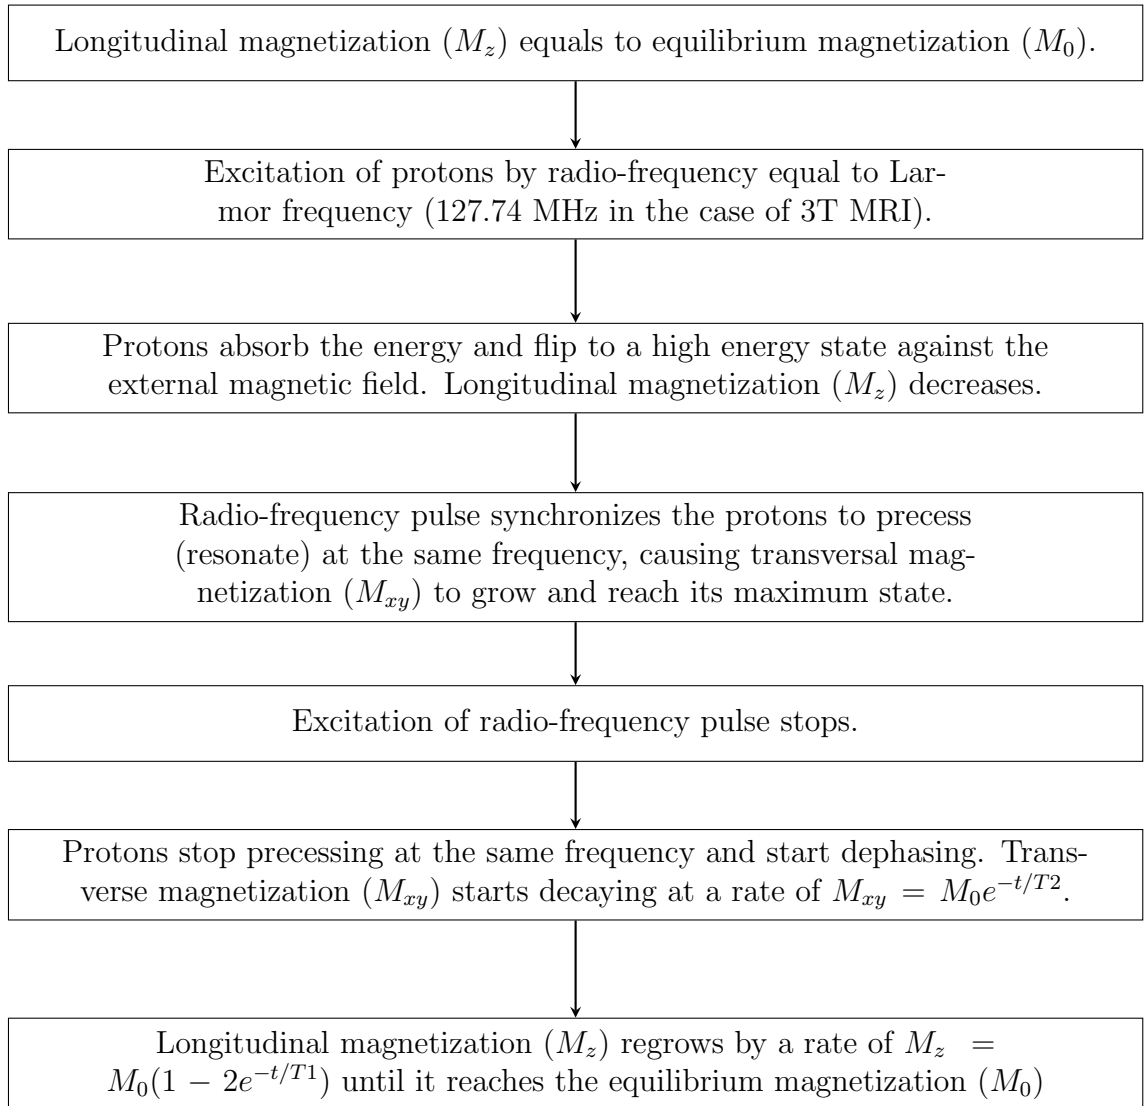 Longitudinal magnetization (M_z) equals to equilibrium magnetization (M_0).
Excitation of protons by radio-frequency equal to Lar-
mor frequency (127.74 MHz in the case of 3T MRI).
Protons absorb the energy and flip to a high energy state against the
external magnetic field. Longitudinal magnetization (M_z) decreases.
Radio-frequency pulse synchronizes the protons to precess
(resonate) at the same frequency, causing transversal mag-
netization (M_{xy}) to grow and reach its maximum state.
Excitation of radio-frequency pulse stops.
Protons stop precessing at the same frequency and start dephasing. Trans-
verse magnetization (M_{xy}) starts decaying at a rate of M_{xy} = M_0e^{-t/T2}.
Longitudinal magnetization (M_z) regrows by a rate of M_z =
M_0(1 − 2e^{-t/T1}) until it reaches the equilibrium magnetization (M_0)